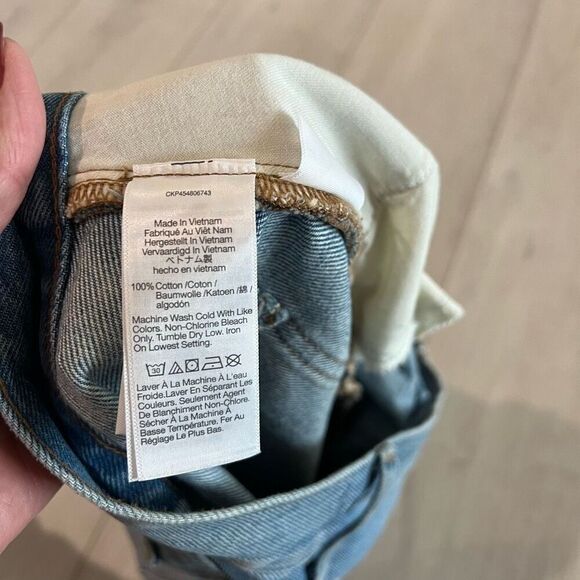 CKP454806743
Made In Vietnam
Fabriqué Au Viêt Nam
Hergestellt In Vietnam
Vervaardigd In Vietnam
ベトナム製
hecho en vietnam
100% Cotton /Coton /
Baumwolle /Katoen /綿 /
algodón
Machine Wash Cold With Like
Colors. Non-Chlorine Bleach
Only. Tumble Dry Low. Iron
On Lowest Setting.
Laver À La Machine À L'eau
Froide.Laver En Séparant Les
Couleurs. Seulement Agent
De Blanchiment Non-Chlore.
Sécher À La Machine À
Basse Température. Fer Au
Réglage Le Plus Bas.